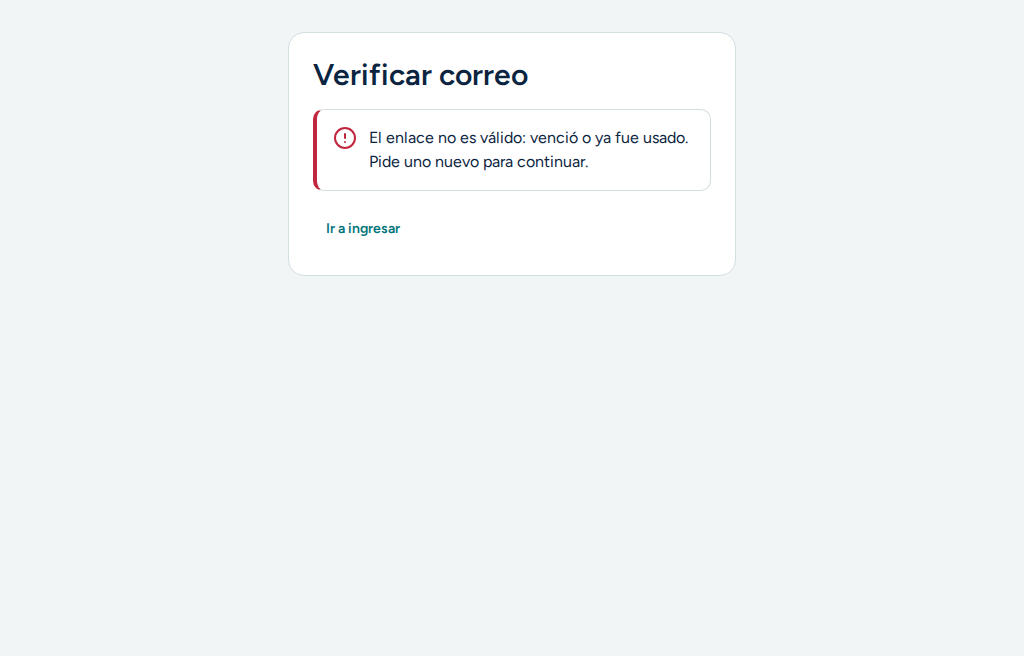 Verificar correo
El enlace no es válido: venció o ya fue usado.
Pide uno nuevo para continuar.
Ir a ingresar